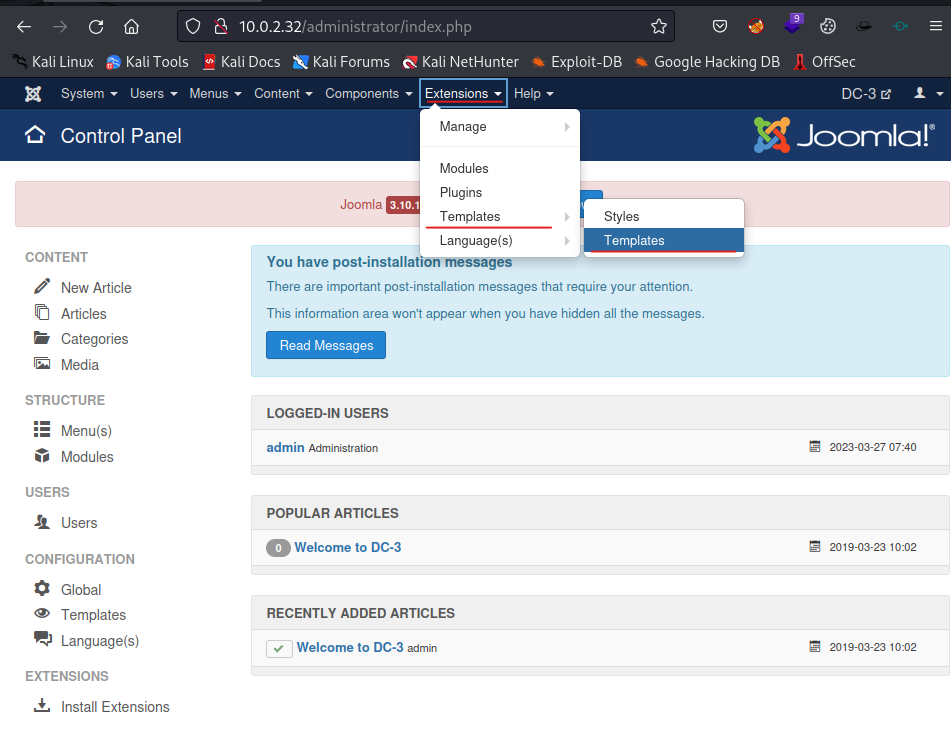 10.0.2.32/administrator/index.php
9
Kali Linux Kali Tools Kali Docs Kali Forums Kali NetHunter Exploit-DB Google Hacking DB OffSec
System Users Menus Content Components Extensions Help DC-3
Control Panel
Joomla!®
Manage
Modules
Plugins
Templates
Language(s)
Styles
Templates
Joomla 3.10.1
CONTENT
New Article
Articles
Categories
Media
STRUCTURE
Menu(s)
Modules
USERS
Users
CONFIGURATION
Global
Templates
Language(s)
EXTENSIONS
Install Extensions
You have post-installation messages
There are important post-installation messages that require your attention.
This information area won't appear when you have hidden all the messages.
Read Messages
LOGGED-IN USERS
admin Administration 2023-03-27 07:40
POPULAR ARTICLES
0 Welcome to DC-3 2019-03-23 10:02
RECENTLY ADDED ARTICLES
Welcome to DC-3 admin 2019-03-23 10:02